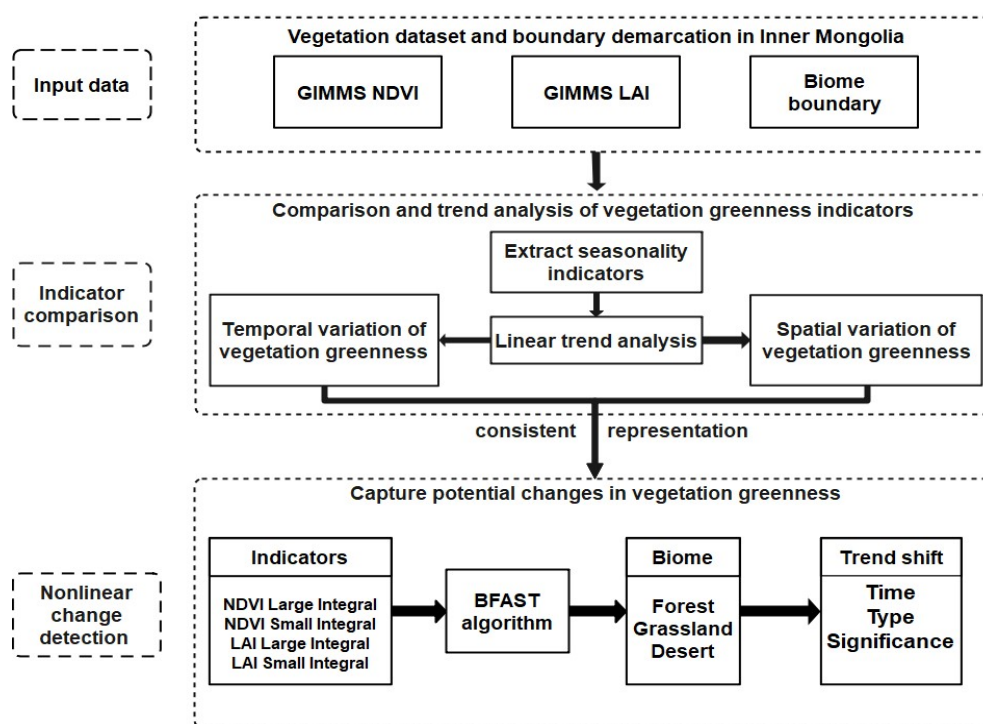 Vegetation dataset and boundary demarcation in Inner Mongolia
Input data
GIMMS NDVI
GIMMS LAI
Biome
boundary
Comparison and trend analysis of vegetation greenness indicators
Indicator
comparison
Extract seasonality
indicators
Temporal variation of
vegetation greenness
Linear trend analysis
Spatial variation of
vegetation greenness
consistent representation
Capture potential changes in vegetation greenness
Nonlinear
change
detection
Indicators
NDVI Large Integral
NDVI Small Integral
LAI Large Integral
LAI Small Integral
BFAST
algorithm
Biome
Forest
Grassland
Desert
Trend shift
Time
Type
Significance